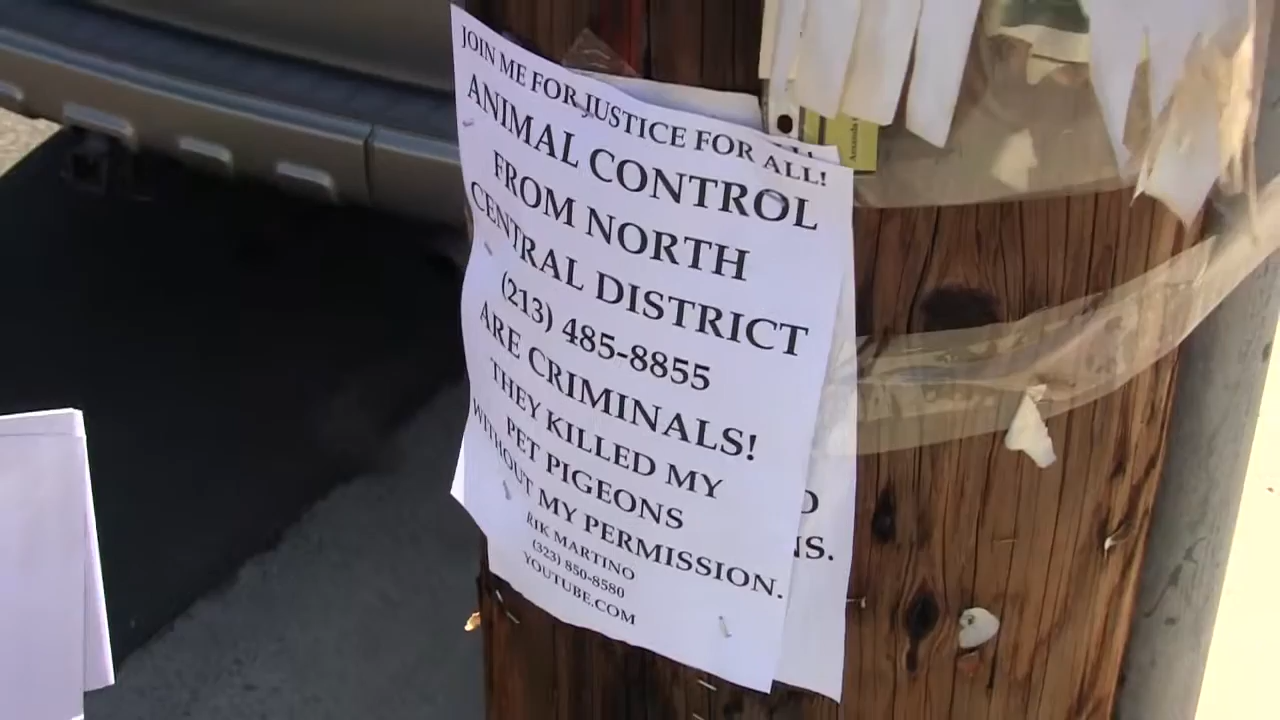 JOIN ME FOR JUSTICE FOR ALL!
ANIMAL CONTROL
FROM NORTH
CENTRAL DISTRICT
(213) 485-8855
ARE CRIMINALS!
THEY KILLED MY
PET PIGEONS
WITHOUT MY PERMISSION.
RIK MARTINO
(323) 850-8580
YOUTUBE.COM